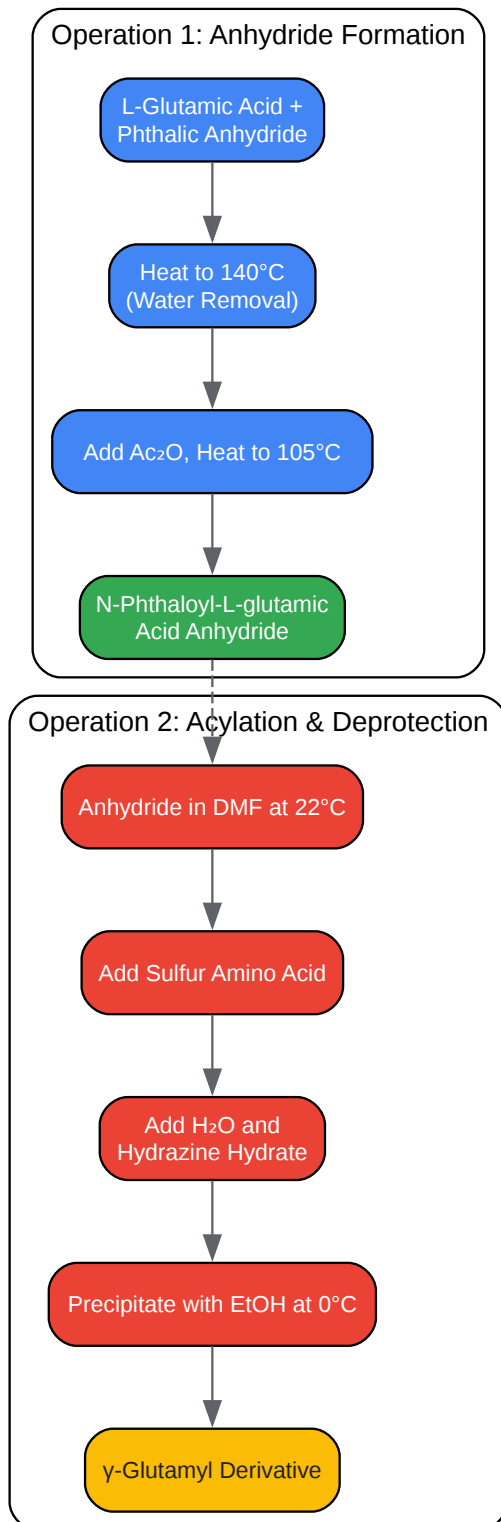 Operation 1: Anhydride Formation
L-Glutamic Acid +
Phthalic Anhydride
Heat to 140°C
(Water Removal)
Add Ac₂O, Heat to 105°C
N-Phthaloyl-L-glutamic
Acid Anhydride
Operation 2: Acylation & Deprotection
Anhydride in DMF at 22°C
Add Sulfur Amino Acid
Add H₂O and
Hydrazine Hydrate
Precipitate with EtOH at 0°C
γ-Glutamyl Derivative